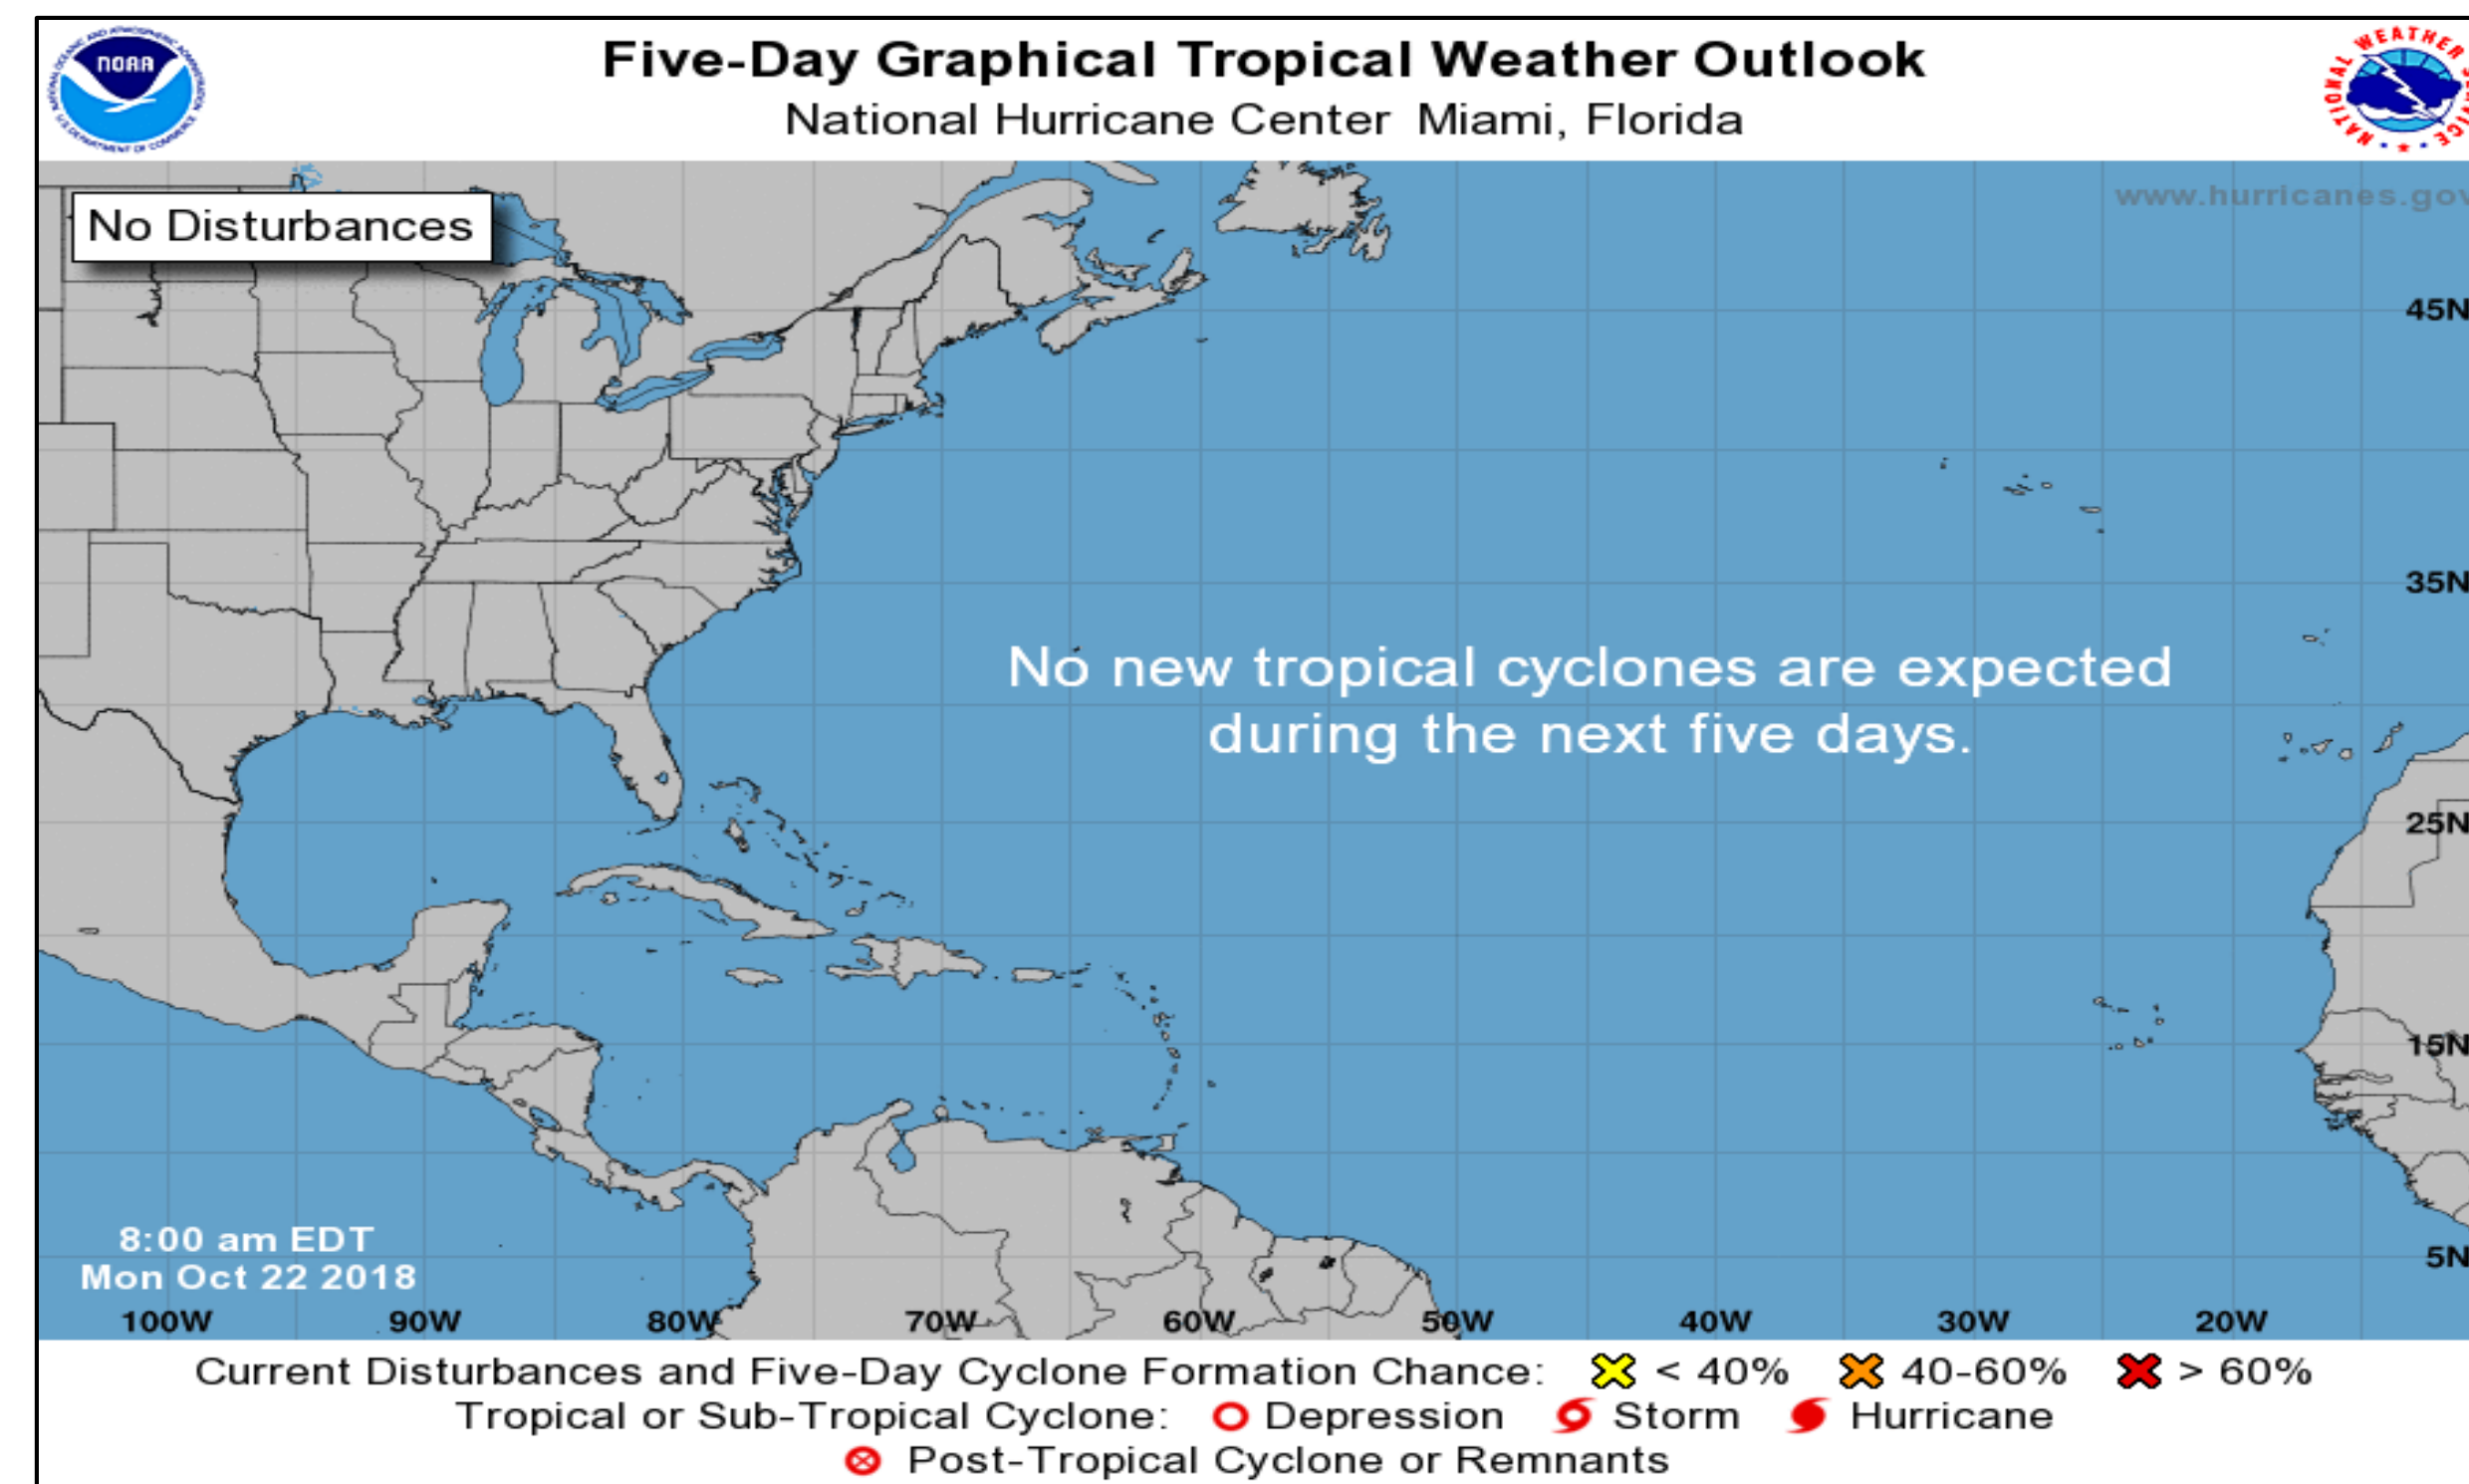 Five-Day Graphical Tropical Weather Outlook
National Hurricane Center Miami, Florida
NOAA
NATIONAL WEATHER
www.hurricanes.gov
No Disturbances
45N
35N
No new tropical cyclones are expected
during the next five days.
25N
15N
5N
8:00 am EDT
Mon Oct 22 2018
100W 90W 80W 70W 60W 50W 40W 30W 20W
Current Disturbances and Five-Day Cyclone Formation Chance: < 40% 40-60% > 60%
Tropical or Sub-Tropical Cyclone: Depression Storm Hurricane
Post-Tropical Cyclone or Remnants